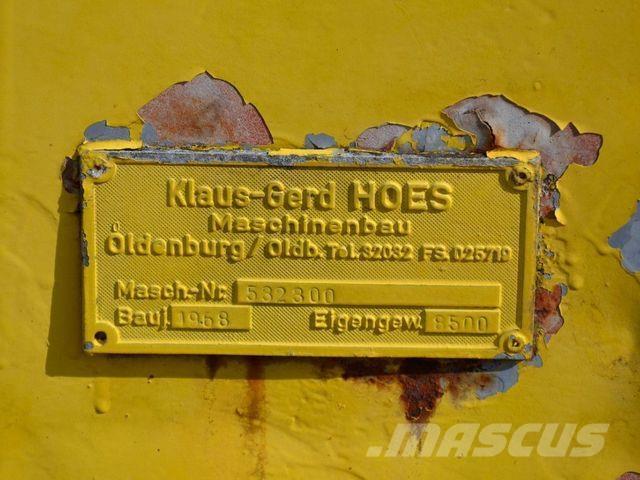 Klaus-Gerd HOES
Maschinenbau
Oldenburg/Oldb. Tel. 32032 FS. 025719
Masch.-Nr. 532300
Bauj. 1968 Eigengew. 8500
.MASCUS